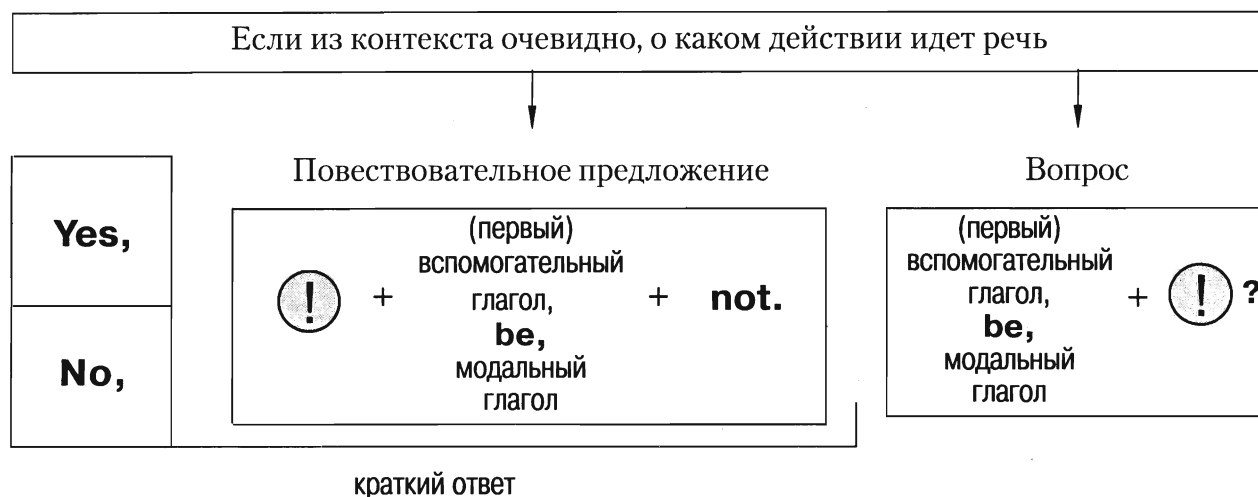 Если из контекста очевидно, о каком действии идет речь
Повествовательное предложение
Вопрос
Yes,
No,
! + (первый)
вспомогательный
глагол,
be,
модальный
глагол
+ not.
(первый)
вспомогательный
глагол,
be,
модальный
глагол
+ ! ?
краткий ответ